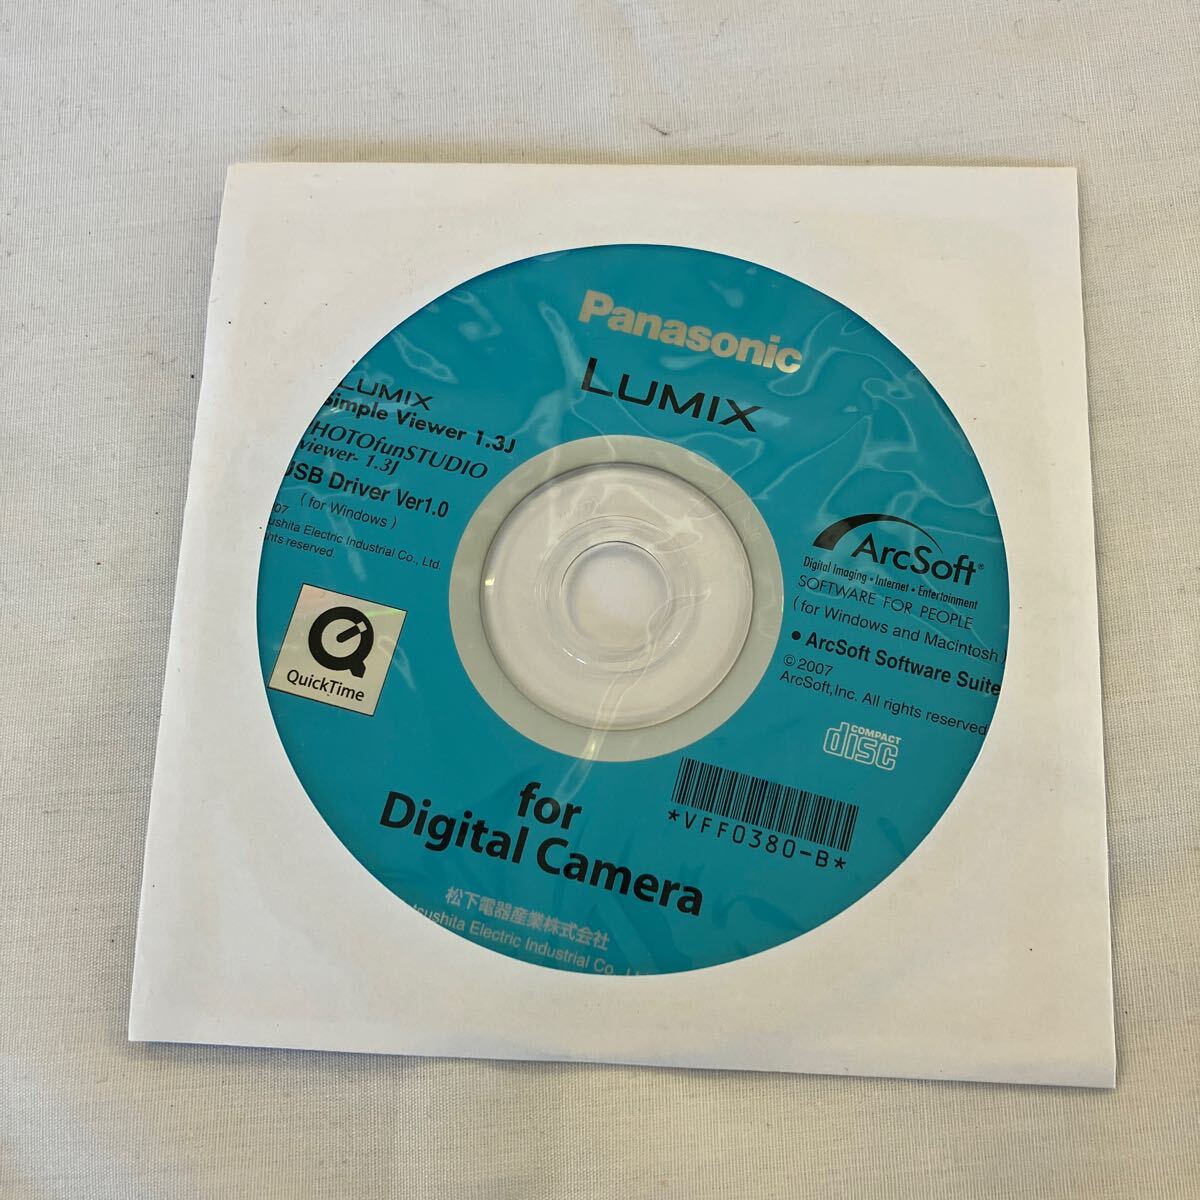 Panasonic
LUMIX
LUMIX
Simple Viewer 1.3J
HOTOfunSTUDIO
viewer- 1.3J
USB Driver Ver1.0
( for Windows )
07
ushita Electric Industrial Co., Ltd.
hts reserved.
QuickTime
ArcSoft®
Digital Imaging • Internet • Entertainment
SOFTWARE FOR PEOPLE
( for Windows and Macintosh )
● ArcSoft Software Suite
© 2007
ArcSoft,Inc. All rights reserved
COMPACT
disc
*VFF0380-B*
for
Digital Camera
松下電器産業株式会社
tsushita Electric Industrial Co., Lt